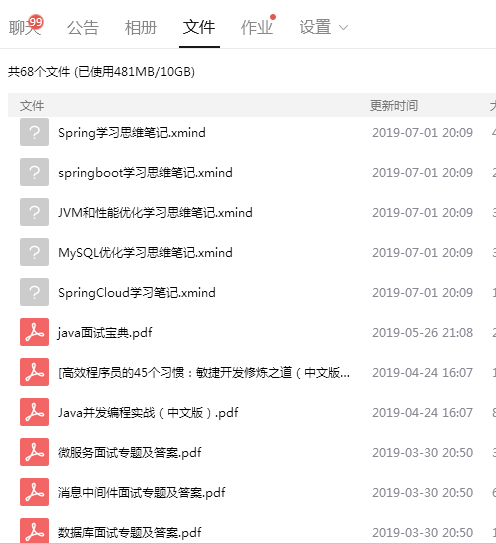 聊天 99 公告 相册 文件 作业 设置
共68个文件 (已使用481MB/10GB)
文件 更新时间
Spring学习思维笔记.xmind 2019-07-01 20:09
springboot学习思维笔记.xmind 2019-07-01 20:09
JVM和性能优化学习思维笔记.xmind 2019-07-01 20:09
MySQL优化学习思维笔记.xmind 2019-07-01 20:09
SpringCloud学习笔记.xmind 2019-07-01 20:09
java面试宝典.pdf 2019-05-26 21:08
[高效程序员的45个习惯：敏捷开发修炼之道（中文版... 2019-04-24 16:07
Java并发编程实战（中文版）.pdf 2019-04-24 16:07
微服务面试专题及答案.pdf 2019-03-30 20:50
消息中间件面试专题及答案.pdf 2019-03-30 20:50
数据库面试专题及答案.pdf 2019-03-30 20:50